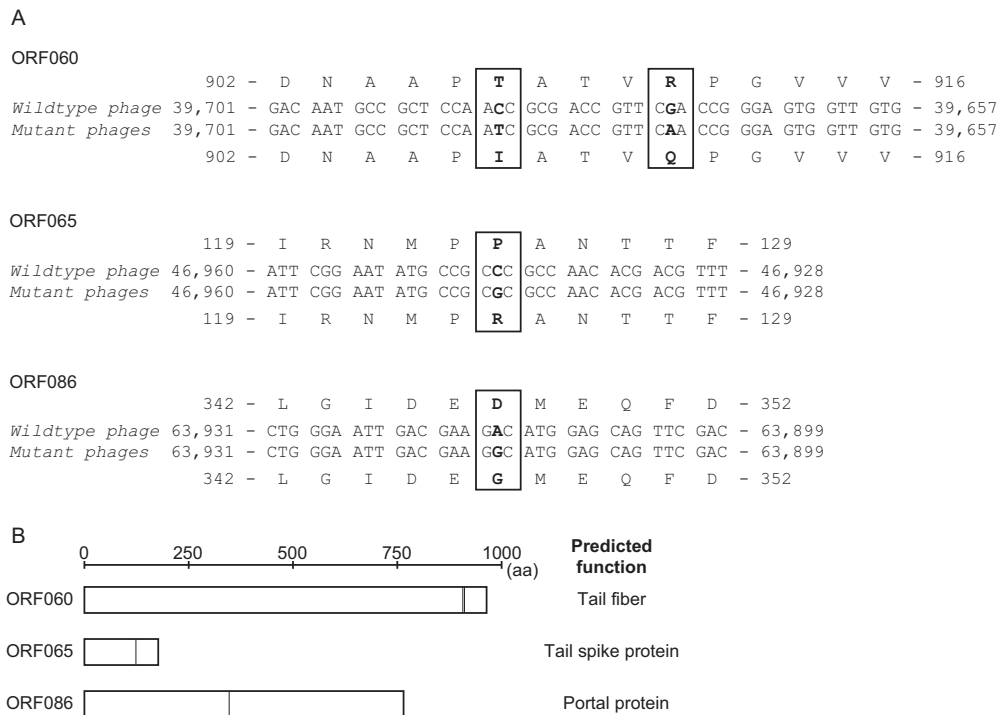 A
ORF060
902 - D N A A P T A T V R P G V V V - 916
Wildtype phage 39,701 - GAC AAT GCC GCT CCA ACC GCG ACC GTT CGA CCG GGA GTG GTT GTG - 39,657
Mutant phages 39,701 - GAC AAT GCC GCT CCA ATC GCG ACC GTT CAA CCG GGA GTG GTT GTG - 39,657
902 - D N A A P I A T V Q P G V V V - 916
ORF065
119 - I R N M P P A N T T F - 129
Wildtype phage 46,960 - ATT CGG AAT ATG CCG CCC GCC AAC ACG ACG TTT - 46,928
Mutant phages 46,960 - ATT CGG AAT ATG CCG CGC GCC AAC ACG ACG TTT - 46,928
119 - I R N M P R A N T T F - 129
ORF086
342 - L G I D E D M E Q F D - 352
Wildtype phage 63,931 - CTG GGA ATT GAC GAA GAC ATG GAG CAG TTC GAC - 63,899
Mutant phages 63,931 - CTG GGA ATT GAC GAA GGC ATG GAG CAG TTC GAC - 63,899
342 - L G I D E G M E Q F D - 352
B
0 250 500 750 1000 (aa)
Predicted
function
ORF060 Tail fiber
ORF065 Tail spike protein
ORF086 Portal protein